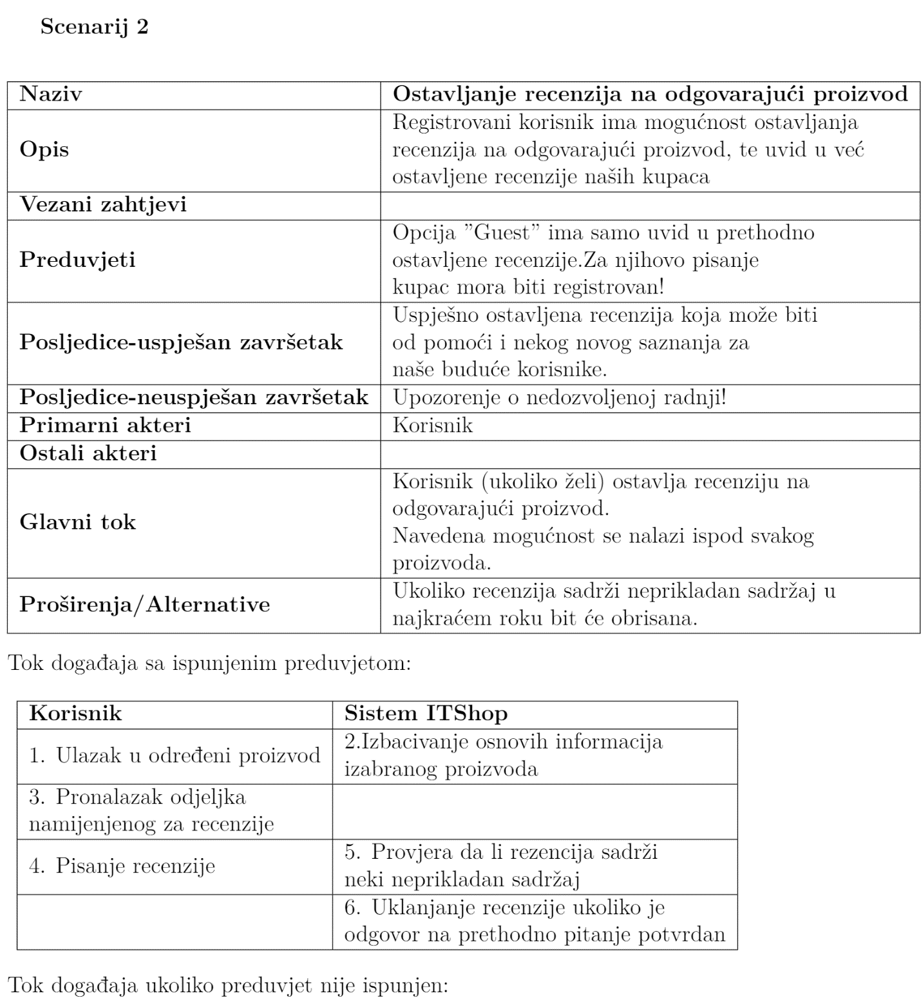 Scenarij 2
Naziv
Ostavljanje recenzija na odgovarajući proizvod
Opis
Registrovani korisnik ima mogućnost ostavljanja
recenzija na odgovarajući proizvod, te uvid u već
ostavljene recenzije naših kupaca
Vezani zahtjevi
Preduvjeti
Opcija ”Guest” ima samo uvid u prethodno
ostavljene recenzije.Za njihovo pisanje
kupac mora biti registrovan!
Posljedice-uspješan završetak
Uspješno ostavljena recenzija koja može biti
od pomoći i nekog novog saznanja za
naše buduće korisnike.
Posljedice-neuspješan završetak
Upozorenje o nedozvoljenoj radnji!
Primarni akteri
Korisnik
Ostali akteri
Glavni tok
Korisnik (ukoliko želi) ostavlja recenziju na
odgovarajući proizvod.
Navedena mogućnost se nalazi ispod svakog
proizvoda.
Proširenja/Alternative
Ukoliko recenzija sadrži neprikladan sadržaj u
najkraćem roku bit će obrisana.
Tok događaja sa ispunjenim preduvjetom:
Korisnik
Sistem ITShop
1. Ulazak u određeni proizvod
2.Izbacivanje osnovih informacija
izabranog proizvoda
3. Pronalazak odjeljka
namijenjenog za recenzije
4. Pisanje recenzije
5. Provjera da li rezencija sadrži
neki neprikladan sadržaj
6. Uklanjanje recenzije ukoliko je
odgovor na prethodno pitanje potvrdan
Tok događaja ukoliko preduvjet nije ispunjen: